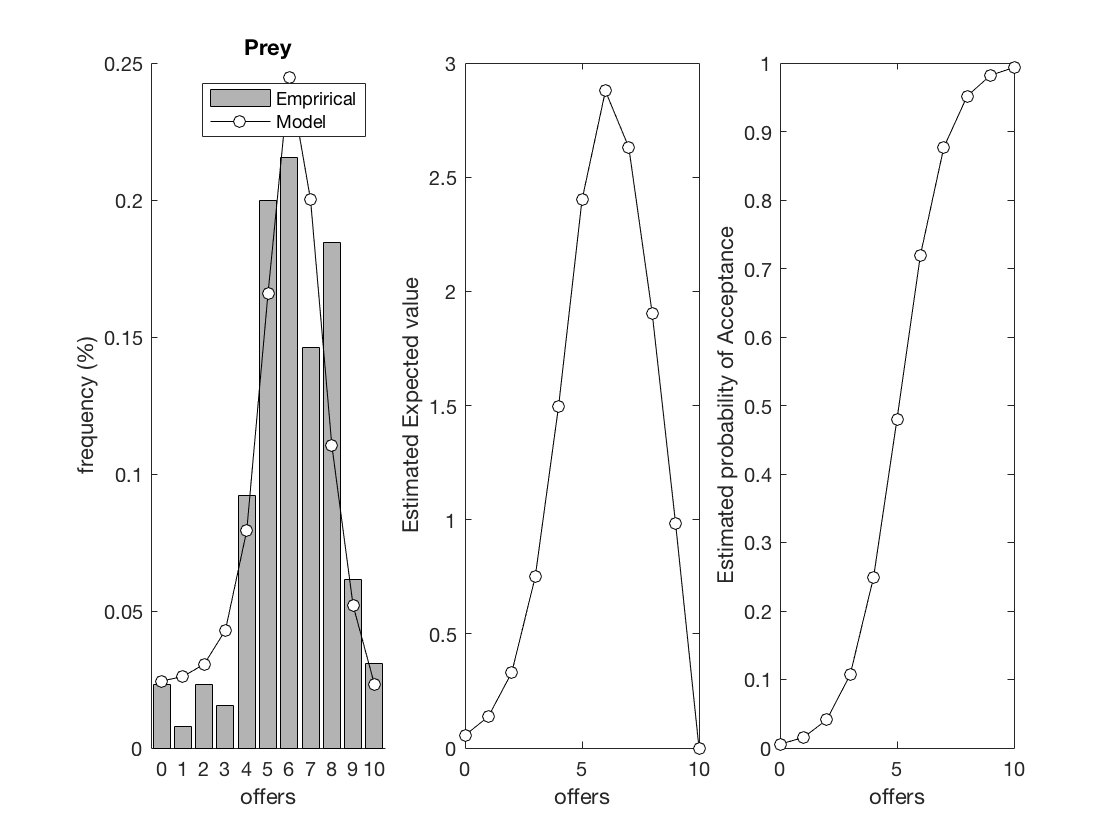 Prey
0.25
0.2
0.15
0.1
0.05
0
frequency (%)
Emprirical
Model
0 1 2 3 4 5 6 7 8 9 10
offers
3
2.5
2
1.5
1
0.5
0
Estimated Expected value
0 5 10
offers
1
0.9
0.8
0.7
0.6
0.5
0.4
0.3
0.2
0.1
0
Estimated probability of Acceptance
0 5 10
offers